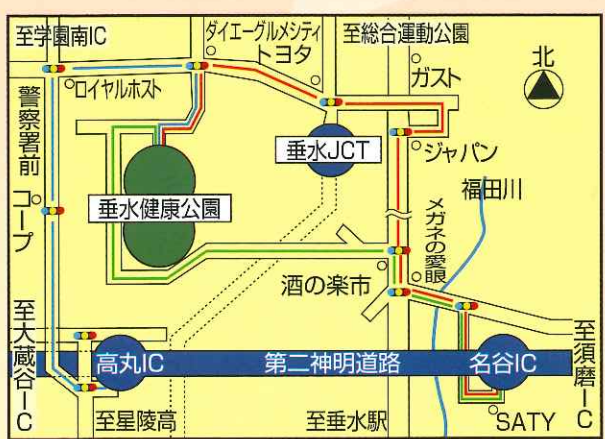 至学園南IC
ダイエーグルメシティ
トヨタ
至総合運動公園
ガスト
北
ロイヤルホスト
警察署前
垂水JCT
ジャパン
福田川
コープ
垂水健康公園
メガネの愛眼
酒の楽市
至大蔵谷IC
高丸IC
第二神明道路
名谷IC
至須磨IC
至星陵高
至垂水駅
SATY